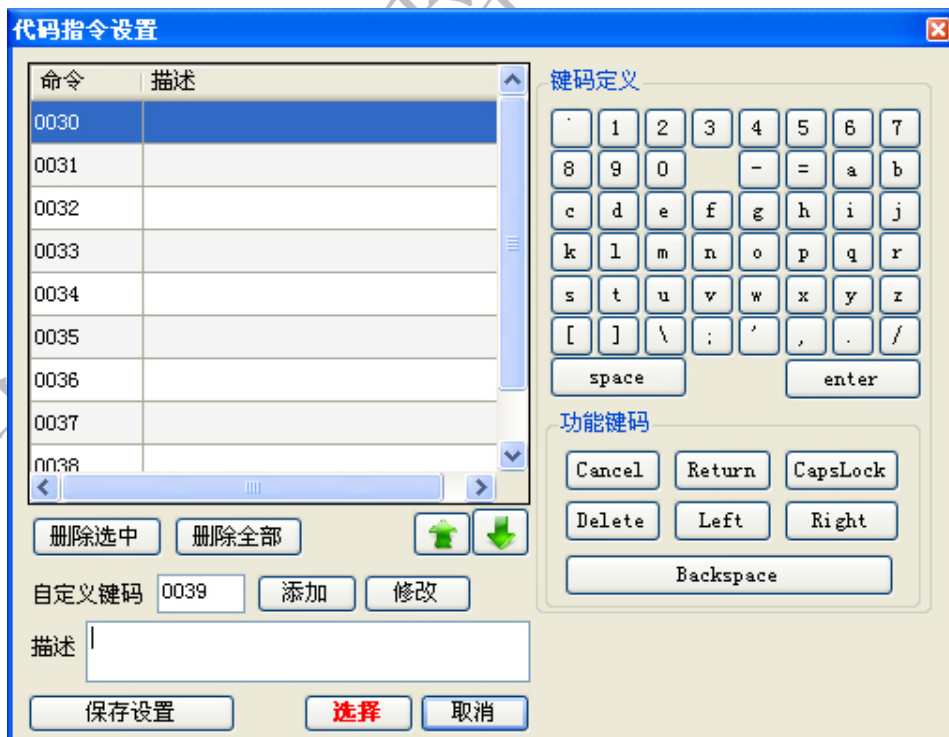 代码指令设置
命令 描述
0030
0031
0032
0033
0034
0035
0036
0037
0038
删除选中 删除全部
自定义键码 0039 添加 修改
描述
保存设置 选择 取消
键码定义
` 1 2 3 4 5 6 7
8 9 0 - = a b
c d e f g h i j
k l m n o p q r
s t u v w x y z
[ ] \ ; ' , . /
space enter
功能键码
Cancel Return CapsLock
Delete Left Right
Backspace